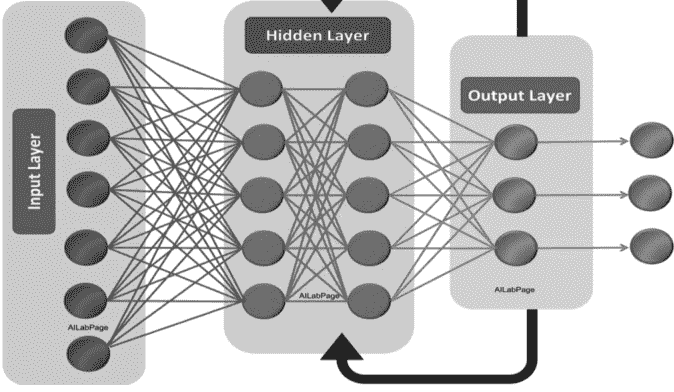 Hidden Layer
Output Layer
Input Layer
AILabPage
AILabPage
AILabPage